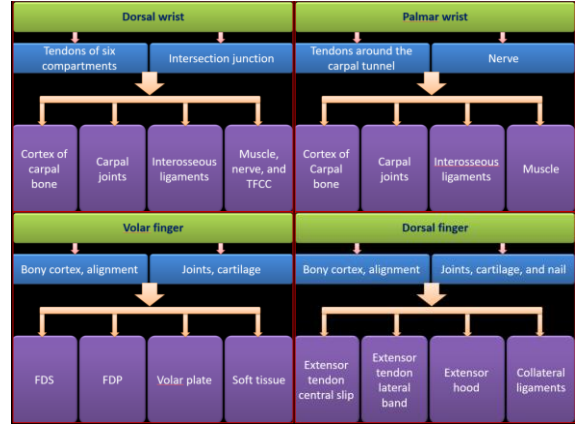 Dorsal wrist
Tendons of six
compartments
Intersection junction
Cortex of
carpal
bone
Carpal
joints
Interosseous
ligaments
Muscle,
nerve, and
TFCC
Palmar wrist
Tendons around the
carpal tunnel
Nerve
Cortex of
Carpal
bone
Carpal
joints
Interosseous
ligaments
Muscle
Volar finger
Bony cortex, alignment
Joints, cartilage
FDS
FDP
Volar plate
Soft tissue
Dorsal finger
Bony cortex, alignment
Joints, cartilage, and nail
Extensor
tendon
central slip
Extensor
tendon
lateral
band
Extensor
hood
Collateral
ligaments